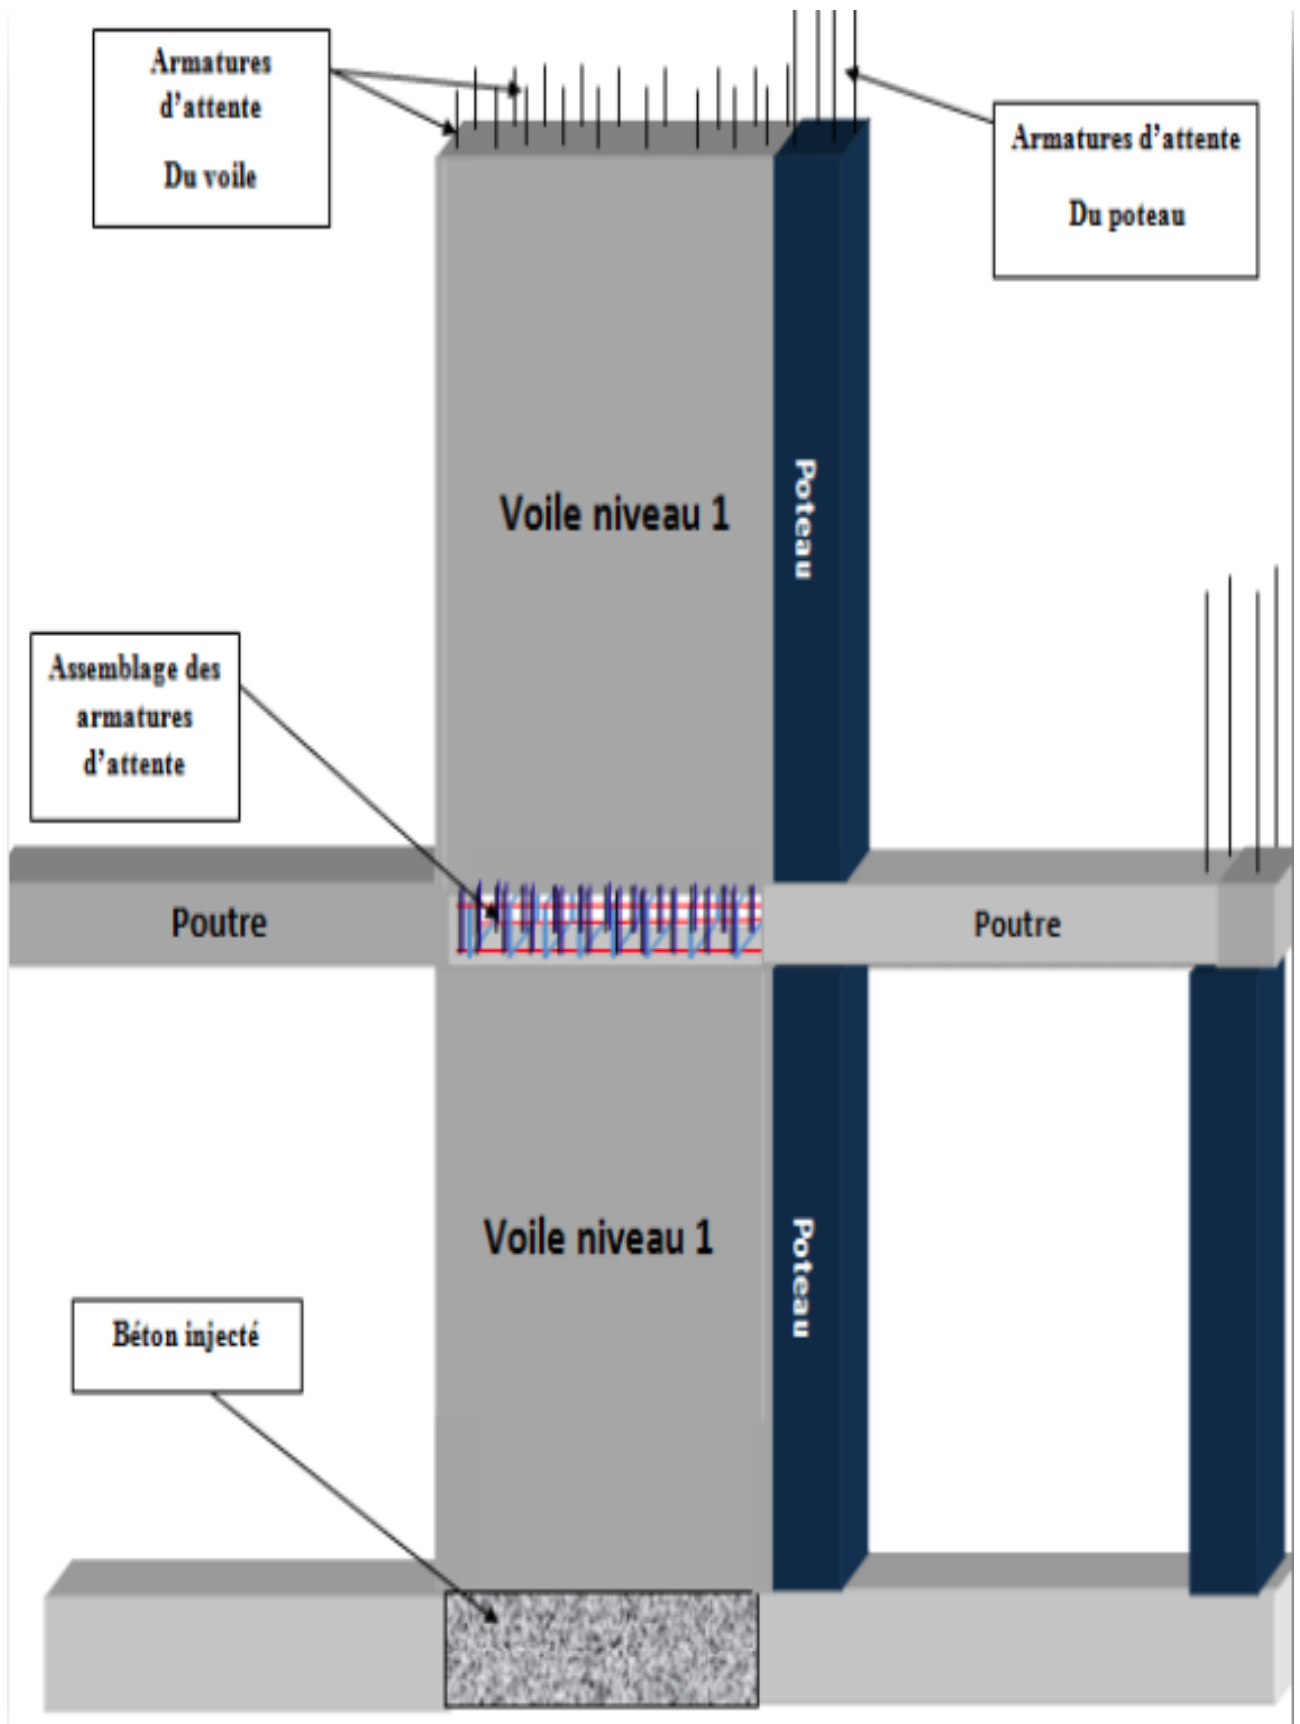 Armatures
d'attente
Du voile
Armatures d'attente
Du poteau
Voile niveau 1
Poteau
Assemblage des
armatures
d'attente
Poutre
Poutre
Voile niveau 1
Poteau
Béton injecté